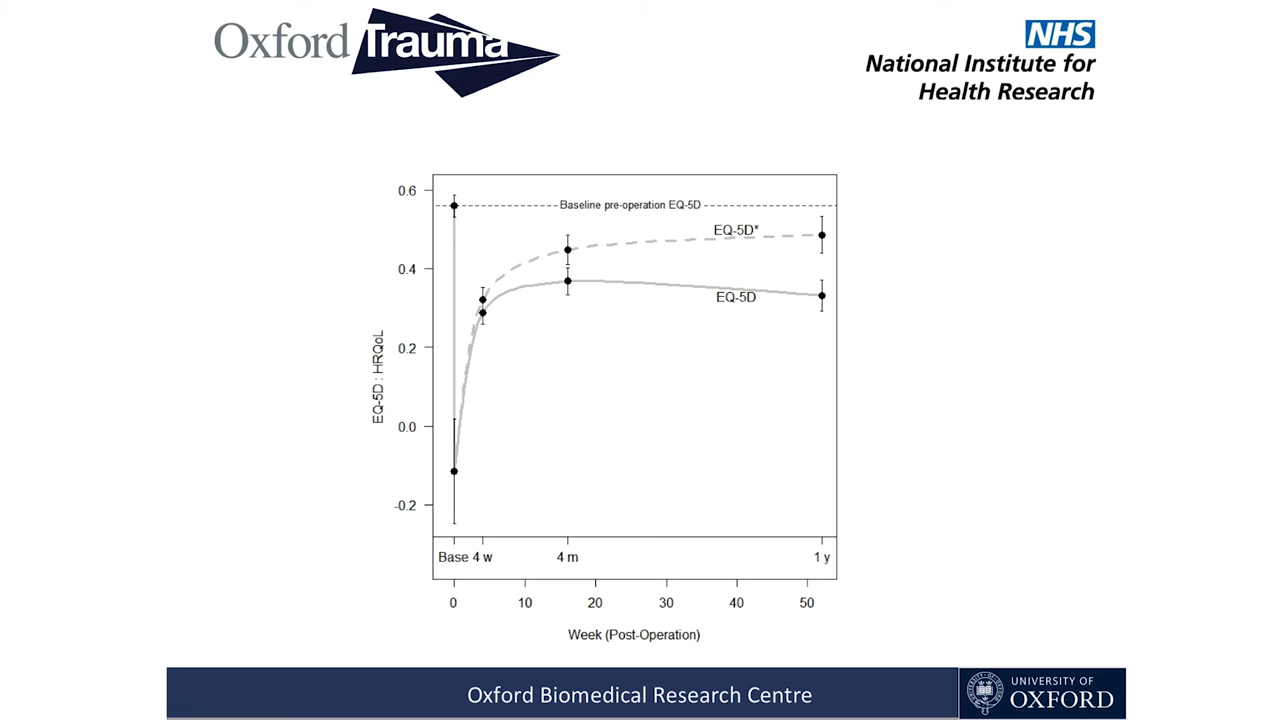 Oxford Trauma
NHS
National Institute for
Health Research
0.6
0.4
0.2
0.0
-0.2
EQ-5D : HRQoL
Baseline pre-operation EQ-5D
EQ-5D*
EQ-5D
Base 4 w 4 m 1 y
0 10 20 30 40 50
Week (Post-Operation)
Oxford Biomedical Research Centre
UNIVERSITY OF
OXFORD